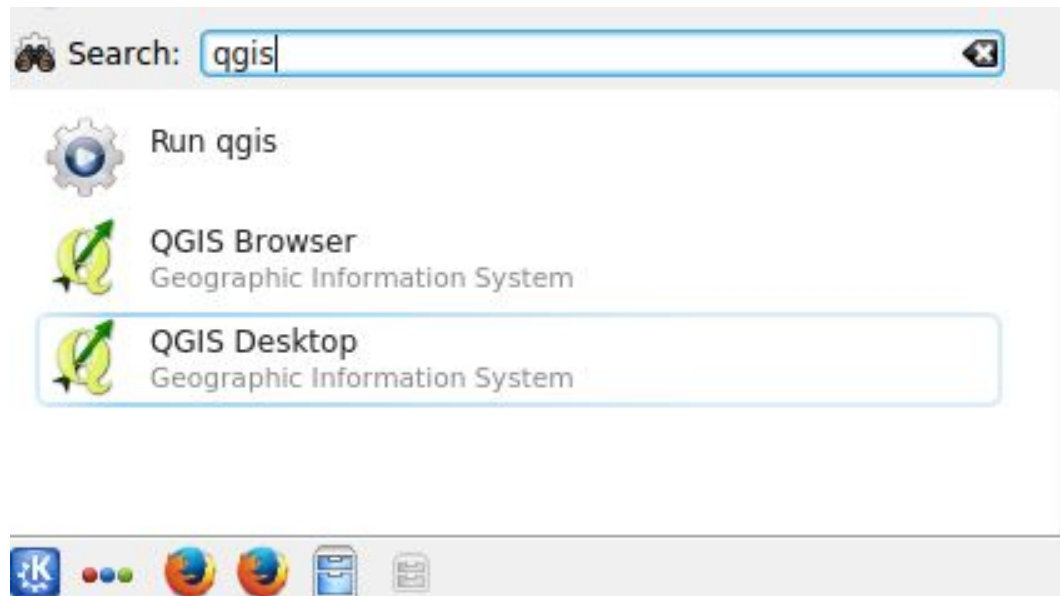 Search: qgis
Run qgis
QGIS Browser
Geographic Information System
QGIS Desktop
Geographic Information System